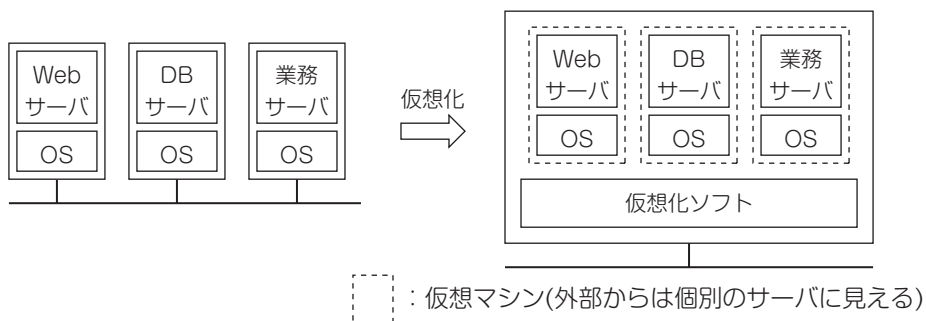 Web
サーバ
OS
DB
サーバ
OS
業務
サーバ
OS
仮想化
Web
サーバ
OS
DB
サーバ
OS
業務
サーバ
OS
仮想化ソフト
：仮想マシン(外部からは個別のサーバに見える)